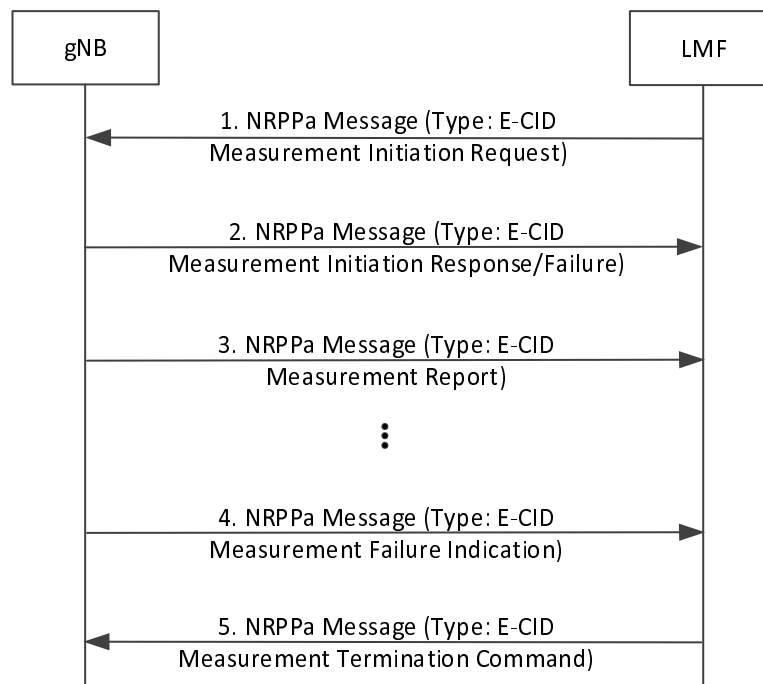 gNB
LMF
1. NRPPa Message (Type: E-CID
Measurement Initiation Request)
2. NRPPa Message (Type: E-CID
Measurement Initiation Response/Failure)
3. NRPPa Message (Type: E-CID
Measurement Report)
4. NRPPa Message (Type: E-CID
Measurement Failure Indication)
5. NRPPa Message (Type: E-CID
Measurement Termination Command)